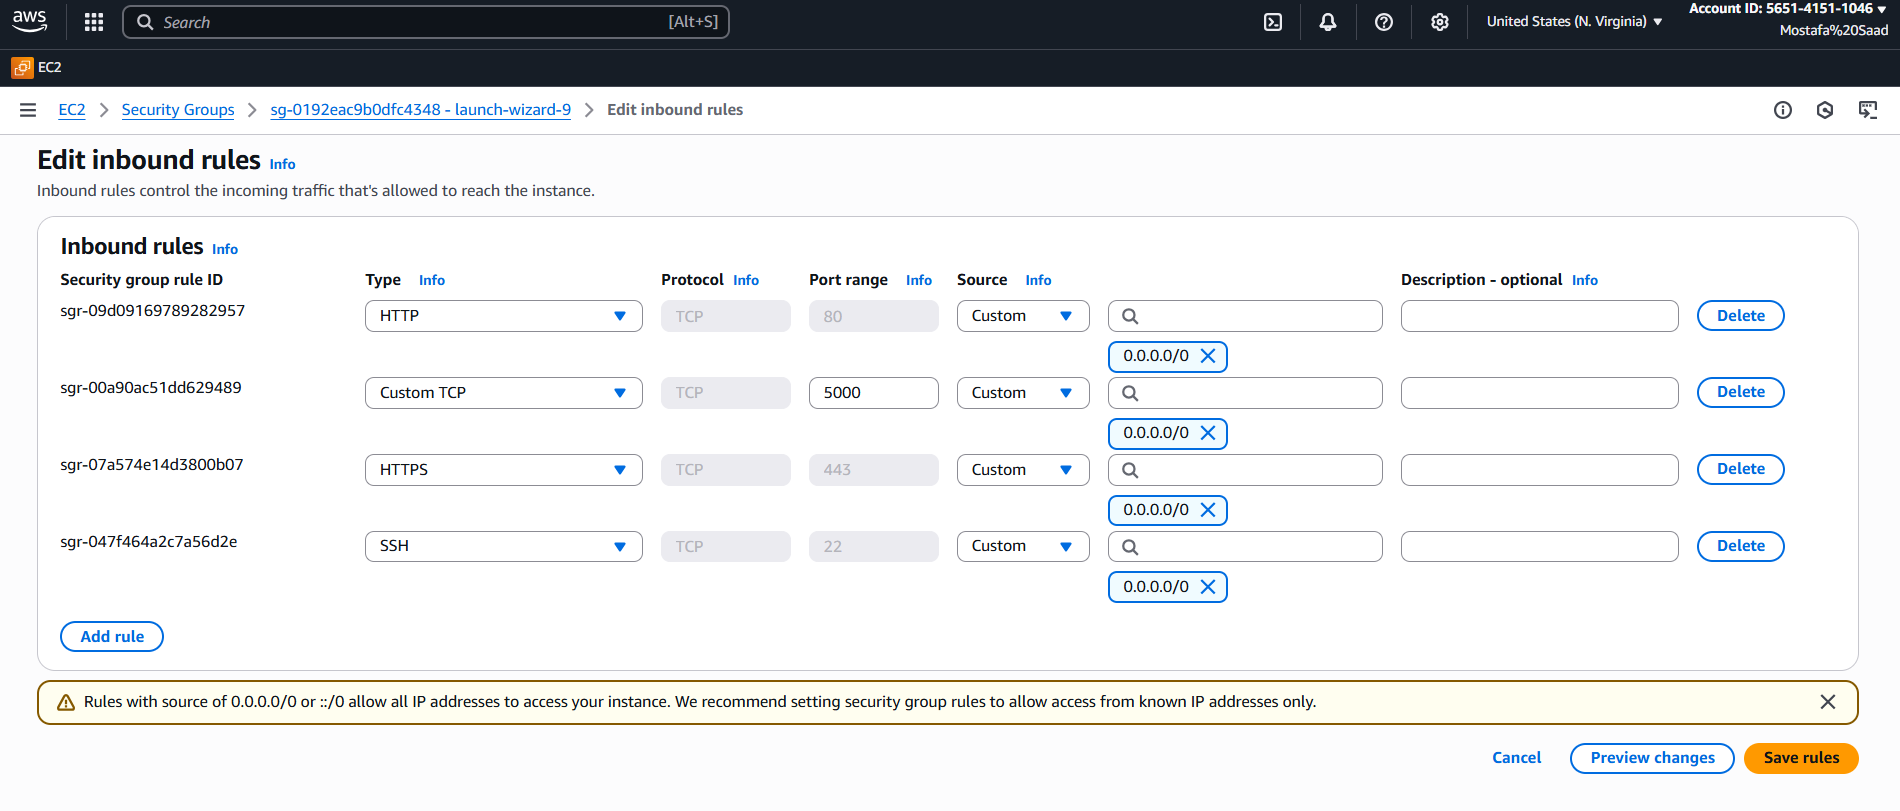 aws
Search [Alt+S]
United States (N. Virginia)
Account ID: 5651-4151-1046
Mostafa%20Saad
EC2
EC2 Security Groups sg-0192eac9b0dfc4348 - launch-wizard-9 Edit inbound rules
Edit inbound rules Info
Inbound rules control the incoming traffic that's allowed to reach the instance.
Inbound rules Info
Security group rule ID Type Info Protocol Info Port range Info Source Info Description - optional Info
sgr-09d09169789282957 HTTP TCP 80 Custom Delete
0.0.0.0/0
sgr-00a90ac51dd629489 Custom TCP TCP 5000 Custom Delete
0.0.0.0/0
sgr-07a574e14d3800b07 HTTPS TCP 443 Custom Delete
0.0.0.0/0
sgr-047f464a2c7a56d2e SSH TCP 22 Custom Delete
0.0.0.0/0
Add rule
Rules with source of 0.0.0.0/0 or ::/0 allow all IP addresses to access your instance. We recommend setting security group rules to allow access from known IP addresses only.
Cancel Preview changes Save rules